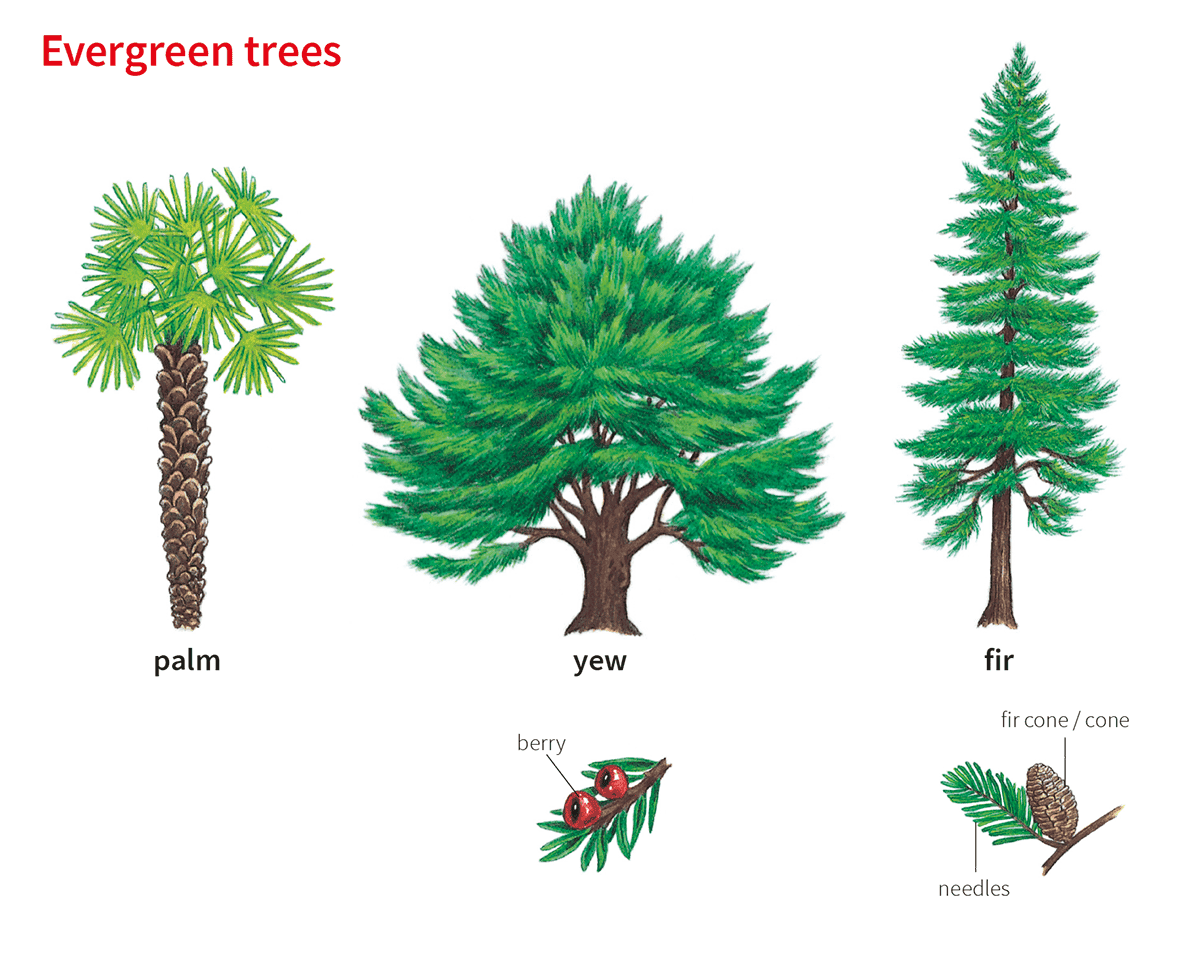 Evergreen trees
palm
yew
fir
berry
fir cone / cone
needles